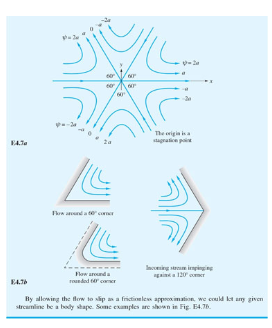 -2a
-a
0
a
ψ = 2a
ψ = 2a
a
y
60° 60°
x
60° 60°
60°
-a
-2a
ψ = -2a
-a
0
a
2a
The origin is a
stagnation point
E4.7a
Flow around a 60° corner
Flow around a
rounded 60° corner
Incoming stream impinging
against a 120° corner
E4.7b
By allowing the flow to slip as a frictionless approximation, we could let any given
streamline be a body shape. Some examples are shown in Fig. E4.7b.